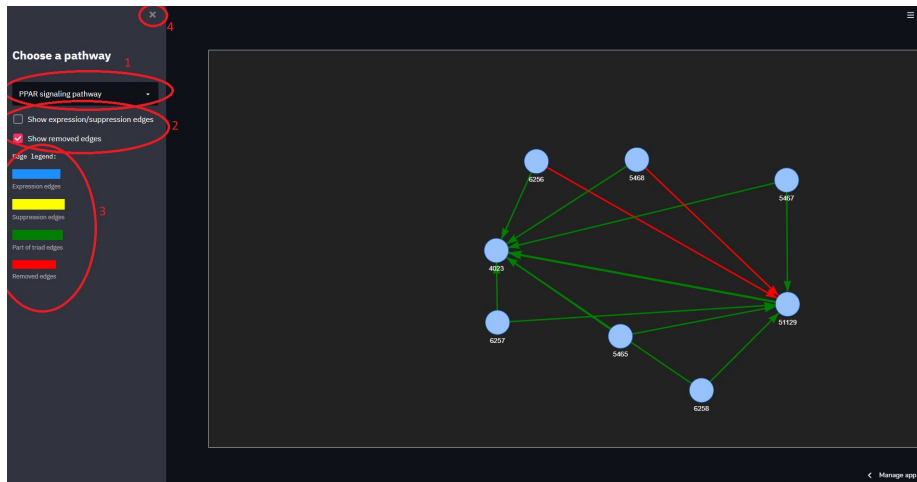 ×
4
≡
Choose a pathway
1
PPAR signaling pathway
Show expression/suppression edges
2
Show removed edges
Edge legend:
Expression edges
3
Suppression edges
Part of triad edges
Removed edges
6256
5468
5467
4023
51129
6257
5465
6258
< Manage app